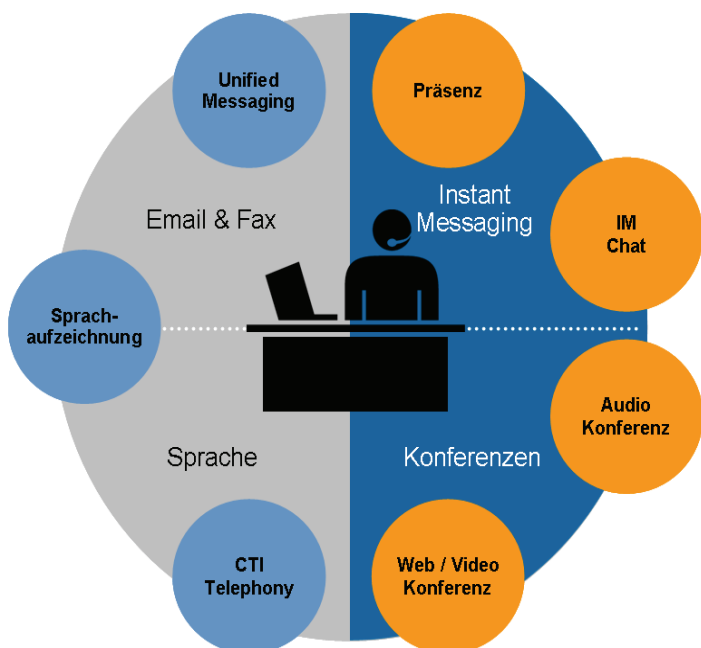 Unified
Messaging
Präsenz
Email & Fax
Instant
Messaging
IM
Chat
Sprach-
aufzeichnung
Audio
Konferenz
Sprache
Konferenzen
CTI
Telephony
Web / Video
Konferenz